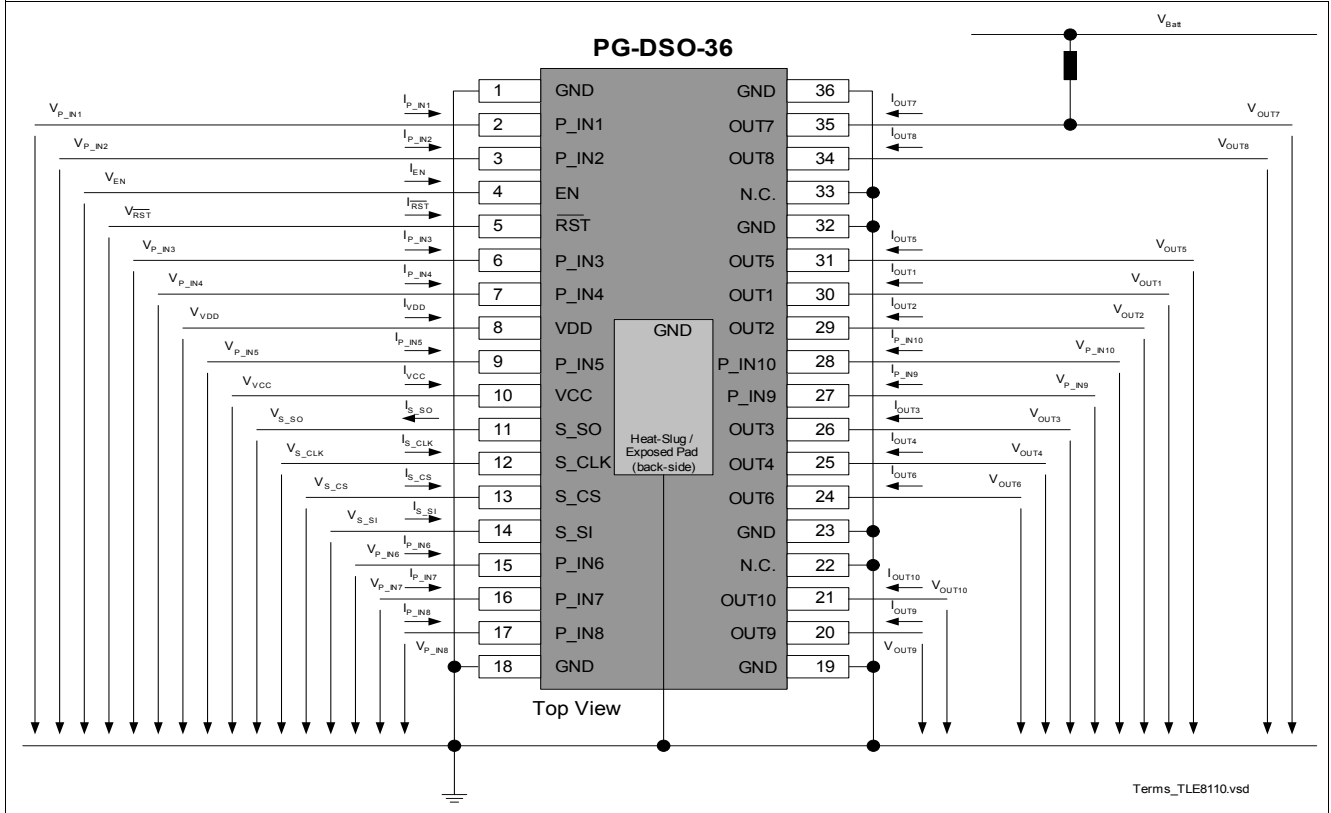 V_Batt
PG-DSO-36
1 GND GND 36
V_P_IN1 I_P_IN1 2 P_IN1 OUT7 35 I_OUT7 V_OUT7
V_P_IN2 I_P_IN2 3 P_IN2 OUT8 34 I_OUT8 V_OUT8
V_EN I_EN 4 EN N.C. 33
V_R̅S̅T̅ I_R̅S̅T̅ 5 R̅S̅T̅ GND 32
V_P_IN3 I_P_IN3 6 P_IN3 OUT5 31 I_OUT5 V_OUT5
V_P_IN4 I_P_IN4 7 P_IN4 OUT1 30 I_OUT1 V_OUT1
V_VDD I_VDD 8 VDD GND OUT2 29 I_OUT2 V_OUT2
V_P_IN5 I_P_IN5 9 P_IN5 P_IN10 28 I_P_IN10 V_P_IN10
V_VCC I_VCC 10 VCC P_IN9 27 I_P_IN9 V_P_IN9
V_S_SO I_S_SO 11 S_SO OUT3 26 I_OUT3 V_OUT3
Heat-Slug /
Exposed Pad
(back-side)
V_S_CLK I_S_CLK 12 S_CLK OUT4 25 I_OUT4 V_OUT4
V_S_CS I_S_CS 13 S_CS OUT6 24 I_OUT6 V_OUT6
V_S_SI I_S_SI 14 S_SI GND 23
V_P_IN6 I_P_IN6 15 P_IN6 N.C. 22
V_P_IN7 I_P_IN7 16 P_IN7 OUT10 21 I_OUT10 V_OUT10
V_P_IN8 I_P_IN8 17 P_IN8 OUT9 20 I_OUT9 V_OUT9
18 GND GND 19
Top View
Terms_TLE8110.vsd